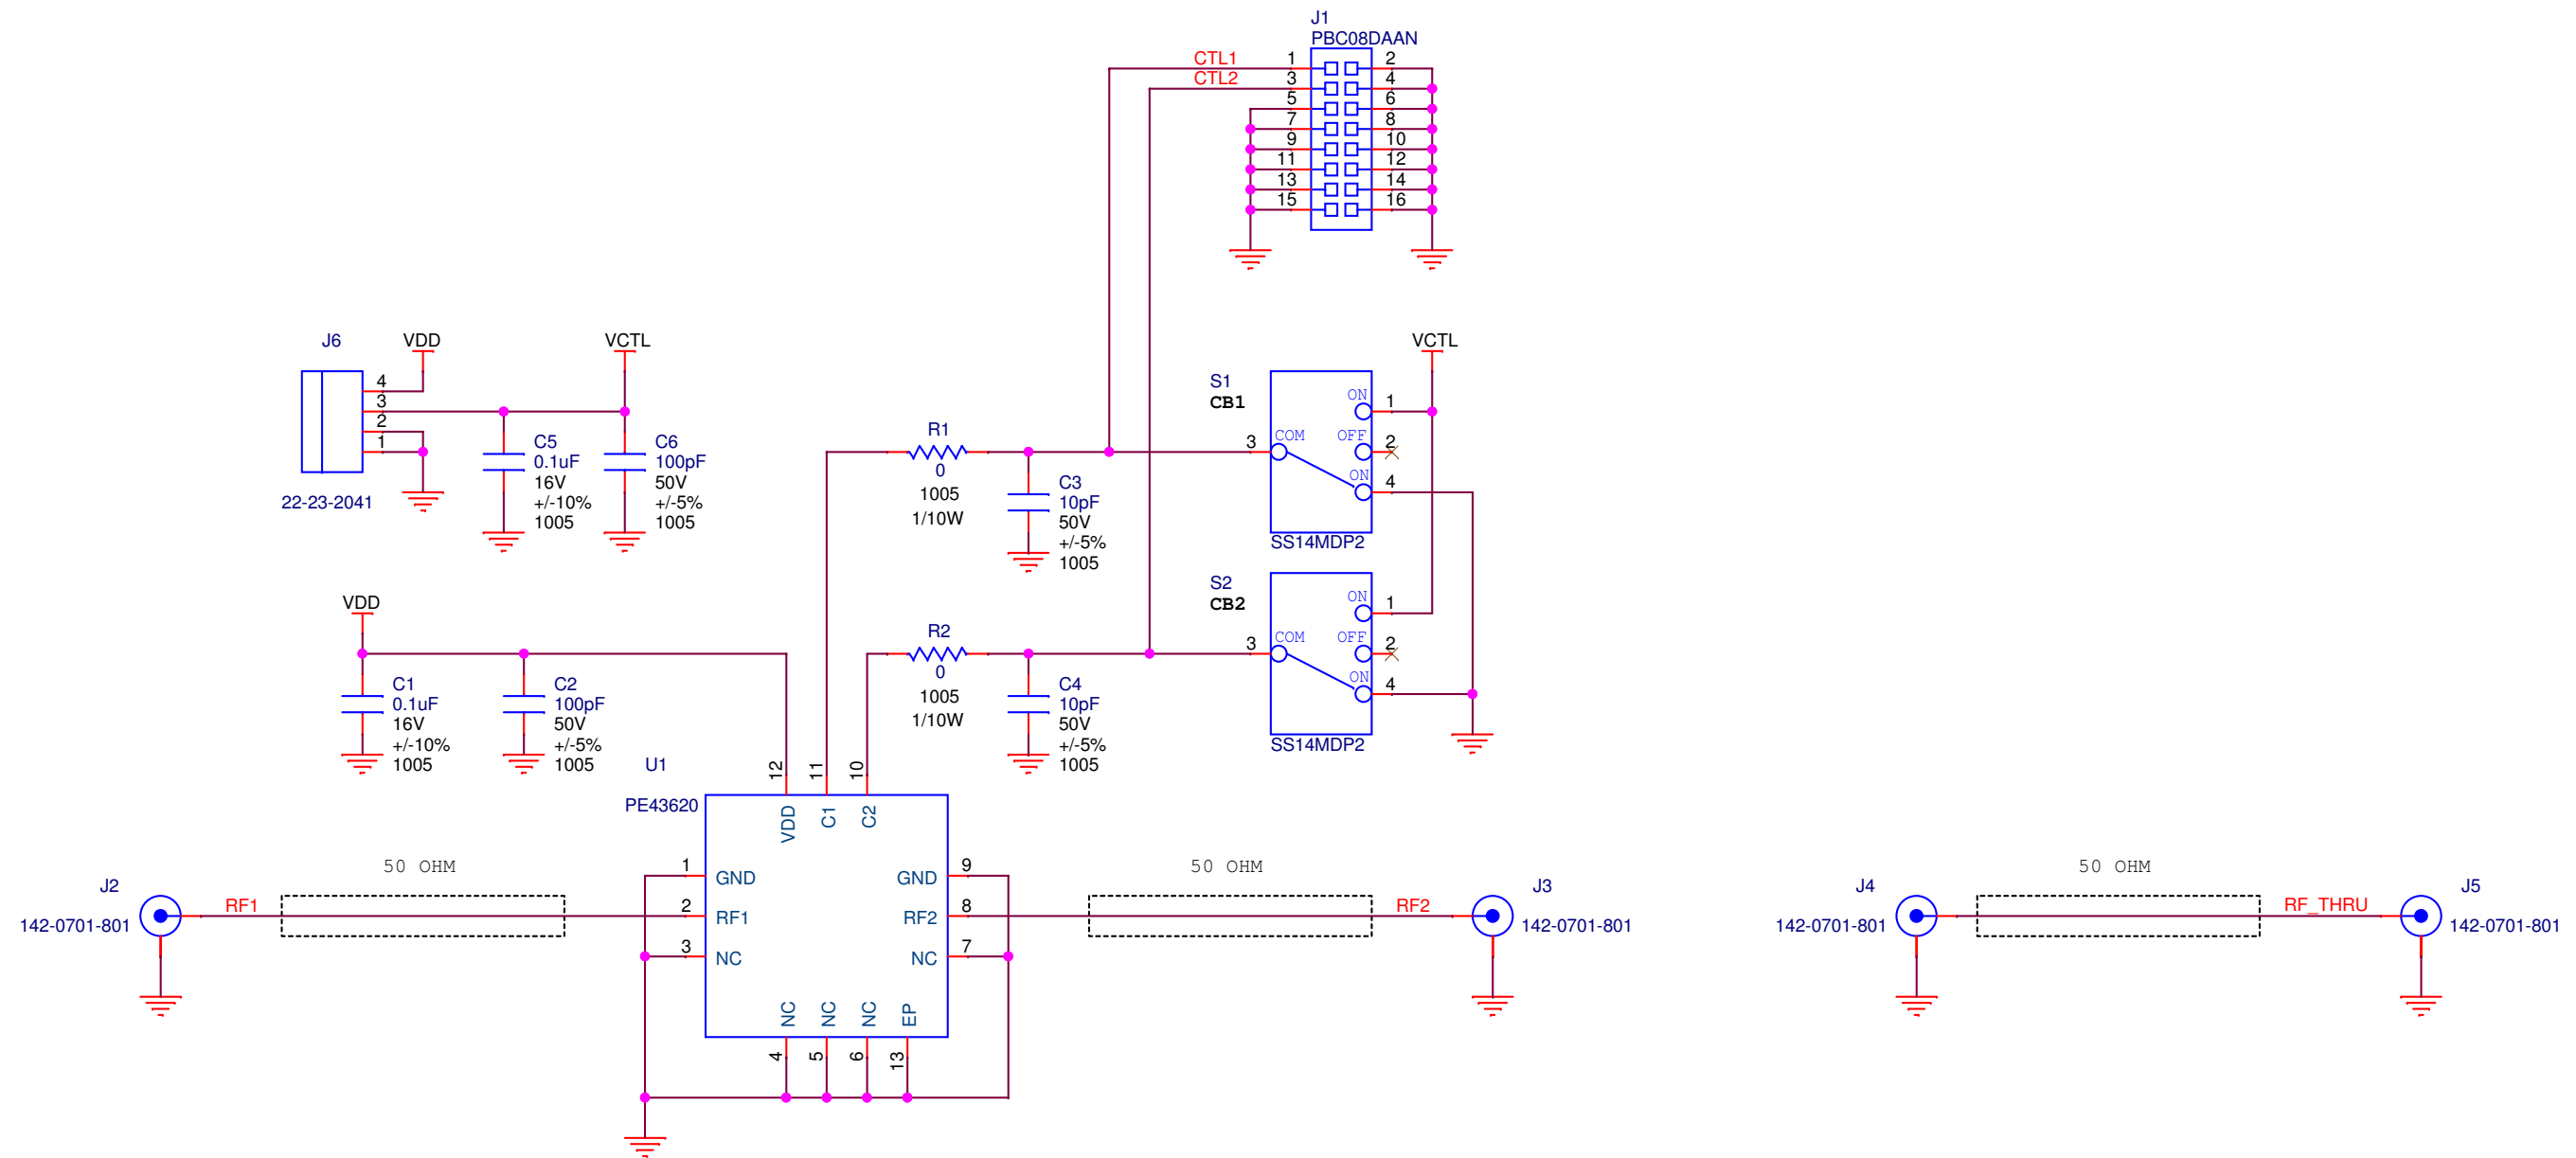 J1
PBC08DAAN
CTL1
CTL2
1
3
5
7
9
11
13
15
2
4
6
8
10
12
14
16
J6
VDD
VCTL
4
3
2
1
22-23-2041
C5
0.1uF
16V
+/-10%
1005
C6
100pF
50V
+/-5%
1005
R1
0
1005
1/10W
C3
10pF
50V
+/-5%
1005
S1
CB1
VCTL
3
COM
ON
OFF
ON
1
2
4
SS14MDP2
VDD
C1
0.1uF
16V
+/-10%
1005
C2
100pF
50V
+/-5%
1005
R2
0
1005
1/10W
C4
10pF
50V
+/-5%
1005
S2
CB2
3
COM
ON
OFF
ON
1
2
4
SS14MDP2
U1
PE43620
12
11
10
VDD
C1
C2
1
2
3
GND
RF1
NC
9
8
7
GND
RF2
NC
NC
NC
NC
EP
4
5
6
13
J2
142-0701-801
RF1
50 OHM
50 OHM
RF2
J3
142-0701-801
J4
142-0701-801
50 OHM
RF_THRU
J5
142-0701-801